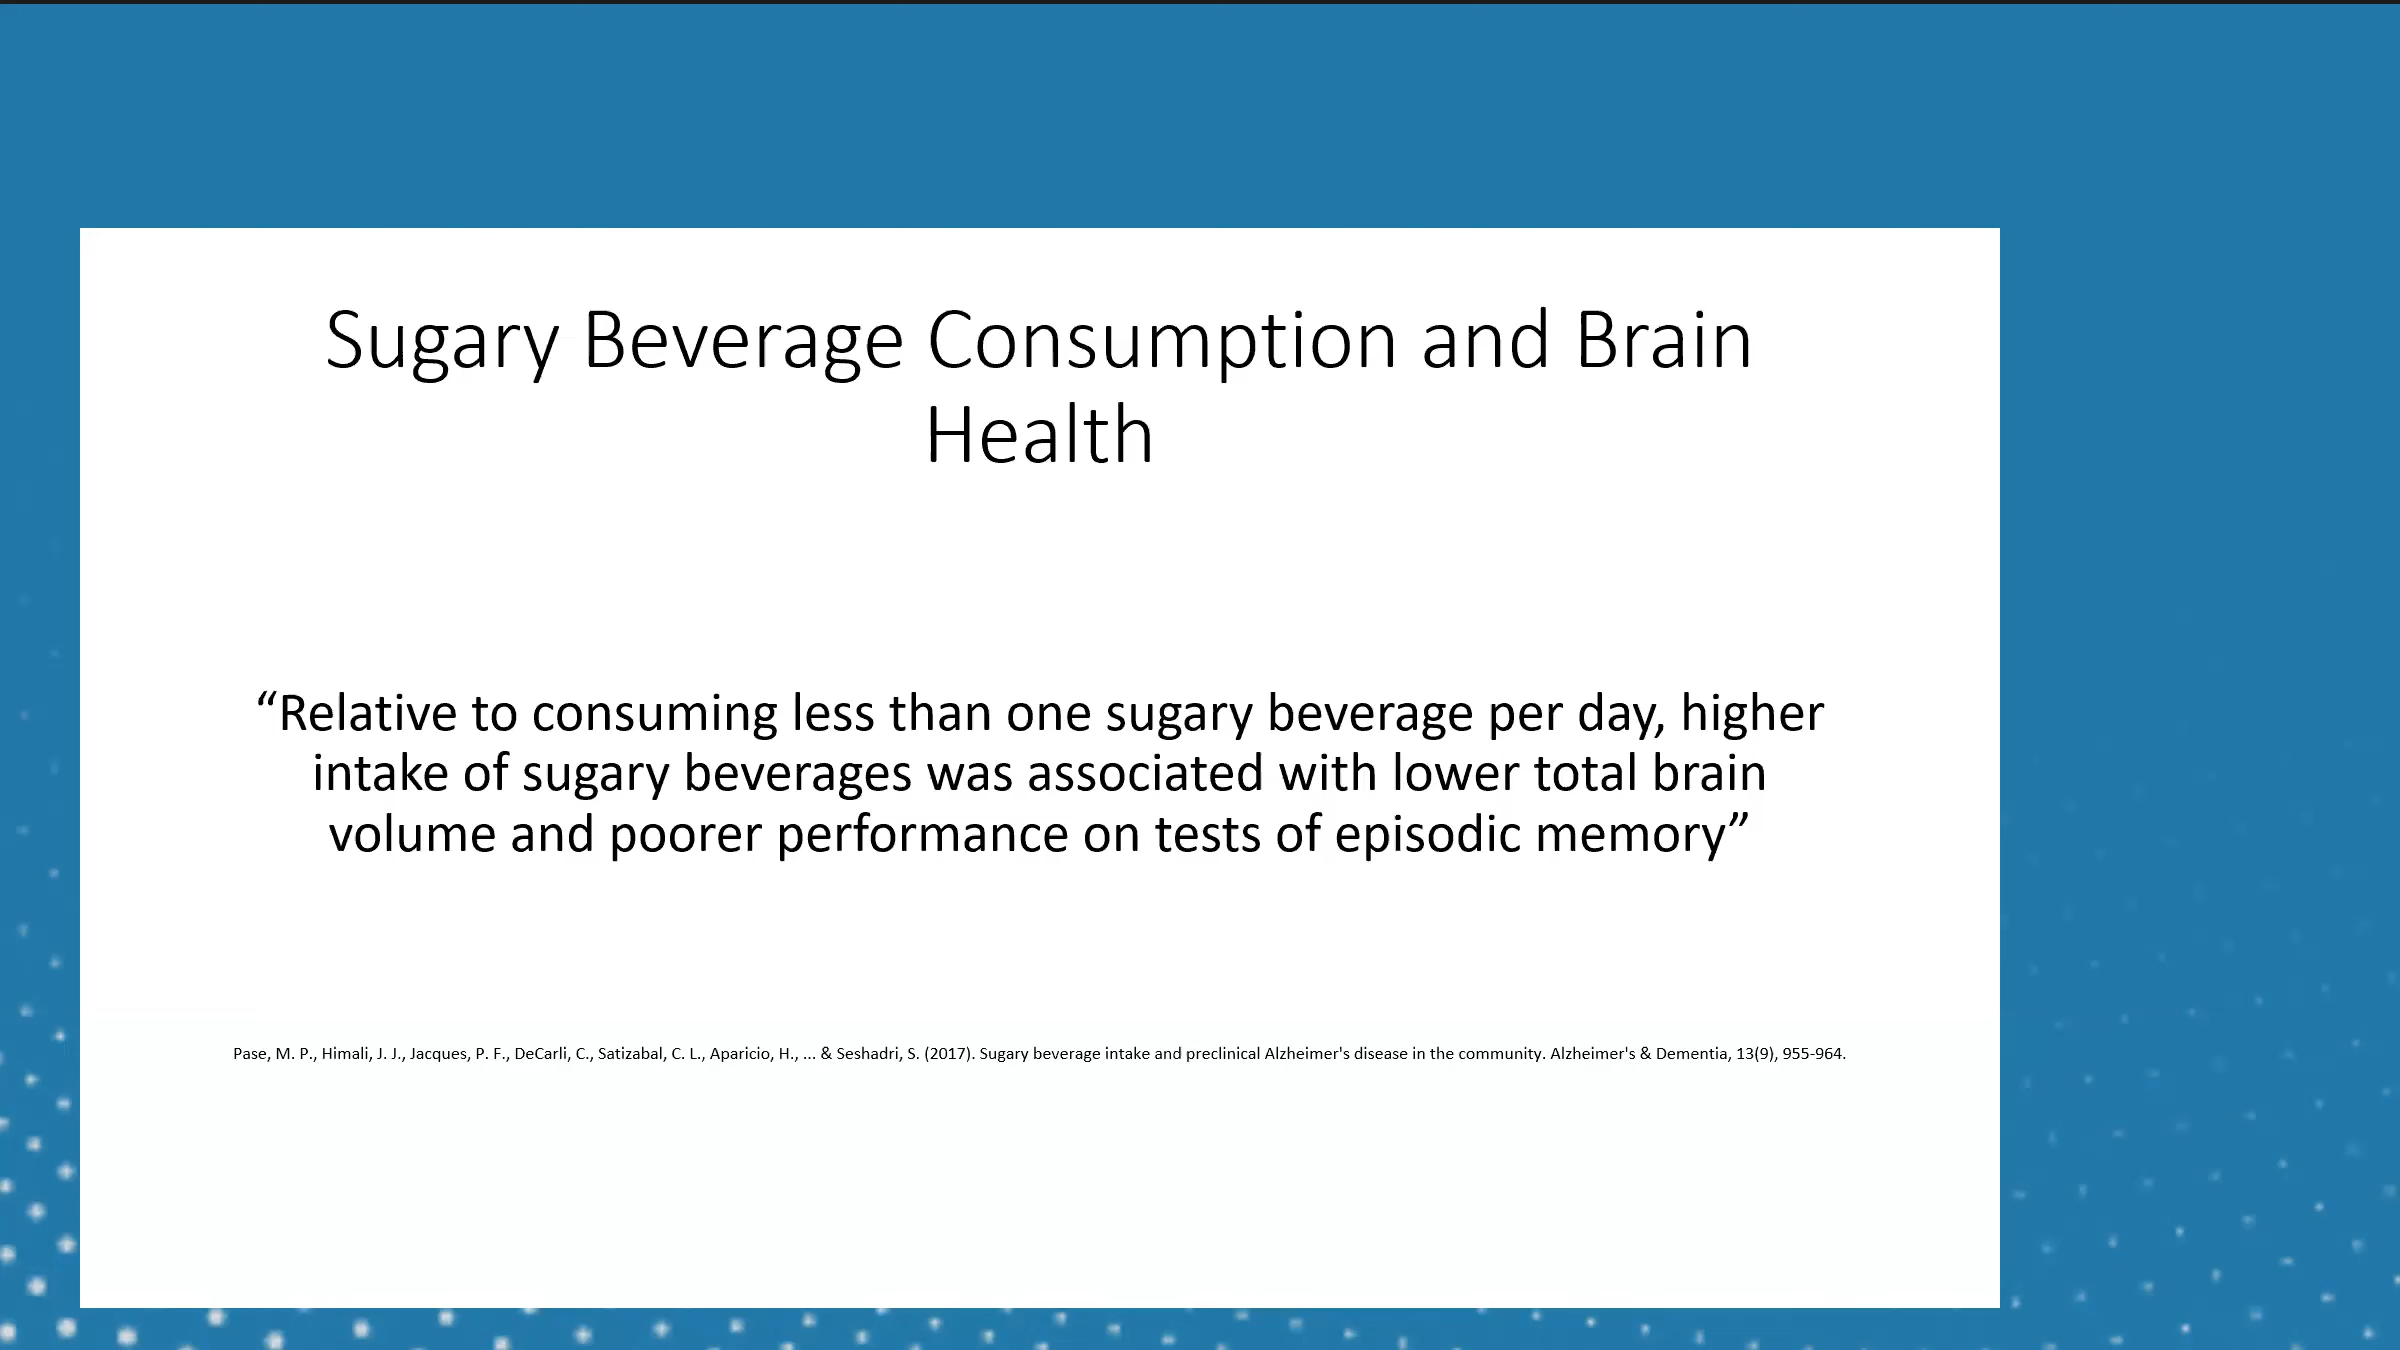 Sugary Beverage Consumption and Brain
Health
“Relative to consuming less than one sugary beverage per day, higher
intake of sugary beverages was associated with lower total brain
volume and poorer performance on tests of episodic memory”
Pase, M. P., Himali, J. J., Jacques, P. F., DeCarli, C., Satizabal, C. L., Aparicio, H., ... & Seshadri, S. (2017). Sugary beverage intake and preclinical Alzheimer's disease in the community. Alzheimer's & Dementia, 13(9), 955-964.